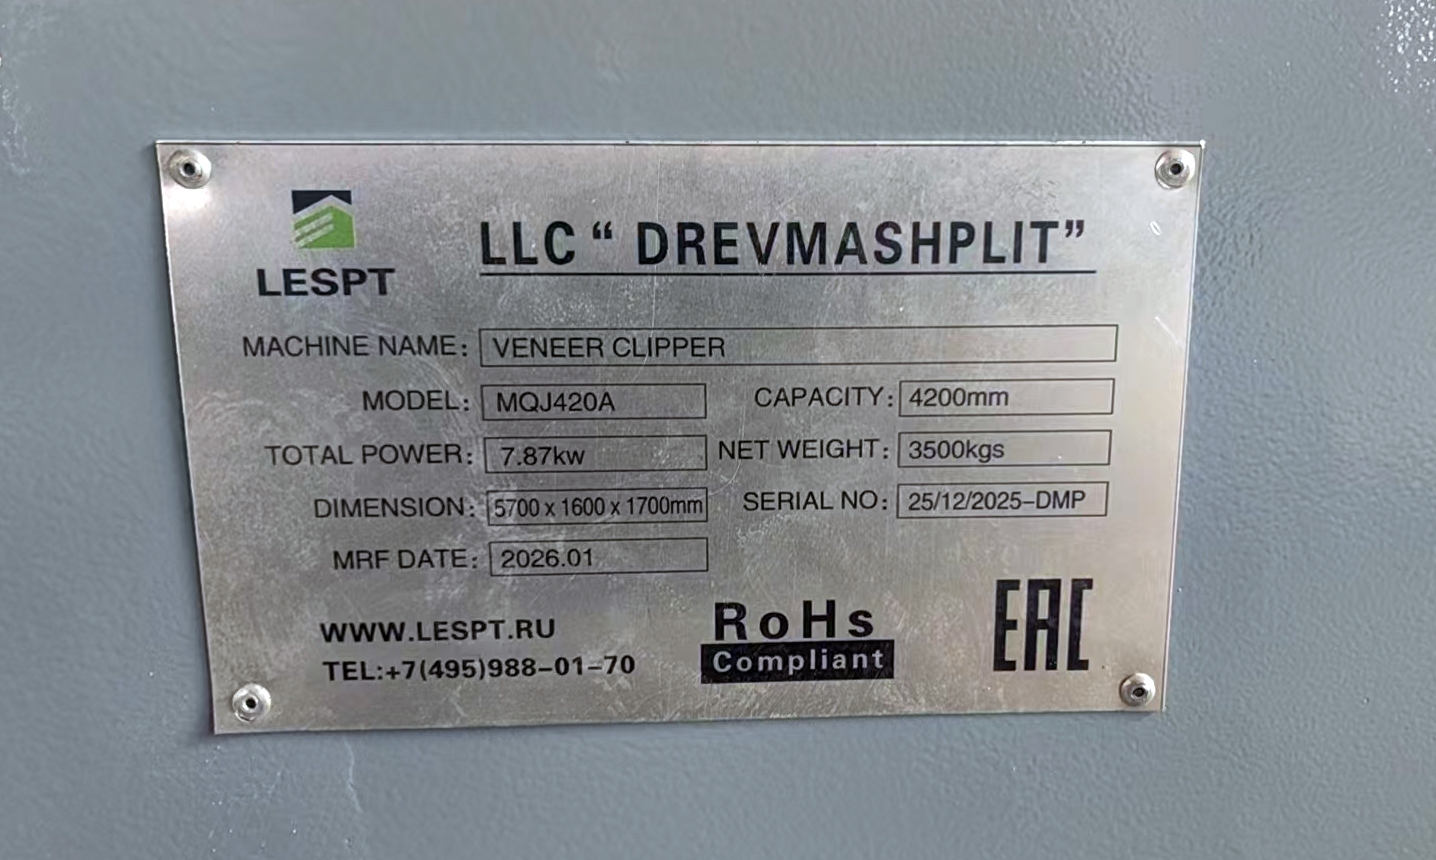 LESPT
LLC “ DREVMASHPLIT”
MACHINE NAME: VENEER CLIPPER
MODEL: MQJ420A CAPACITY: 4200mm
TOTAL POWER: 7.87kw NET WEIGHT: 3500kgs
DIMENSION: 5700 x 1600 x 1700mm SERIAL NO: 25/12/2025-DMP
MRF DATE: 2026.01
WWW.LESPT.RU
TEL:+7(495)988-01-70
RoHs
Compliant
EAC